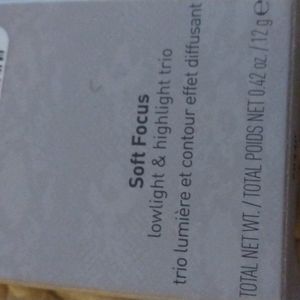 Soft Focus
lowlight & highlight trio
trio lumière et contour effet diffusant
TOTAL NET WT./TOTAL POIDS NET 0.42 oz / 12 g e